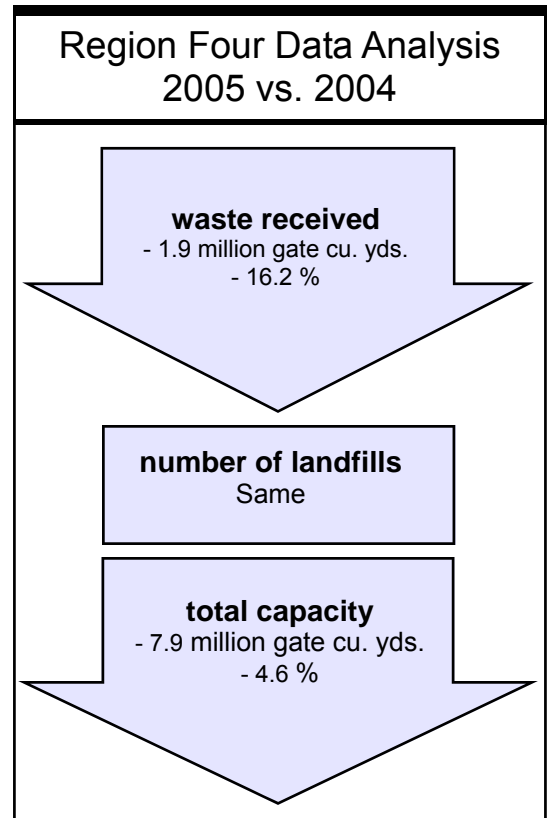 Region Four Data Analysis
2005 vs. 2004
waste received
- 1.9 million gate cu. yds.
- 16.2 %
number of landfills
Same
total capacity
- 7.9 million gate cu. yds.
- 4.6 %